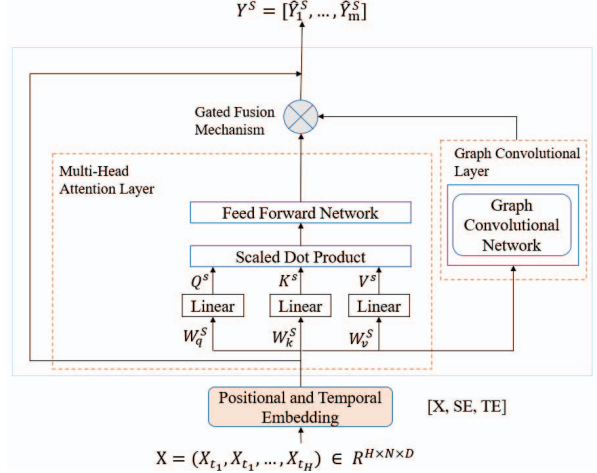 Y^S = [Ŷ_1^S, ..., Ŷ_m^S]
Gated Fusion
Mechanism
Multi-Head
Attention Layer
Graph Convolutional
Layer
Feed Forward Network
Graph
Convolutional
Network
Scaled Dot Product
Q^s K^s V^s
Linear Linear Linear
W_q^S W_k^S W_v^S
Positional and Temporal
Embedding
[X, SE, TE]
X = (X_{t_1}, X_{t_1}, ..., X_{t_H}) ∈ R^{H×N×D}